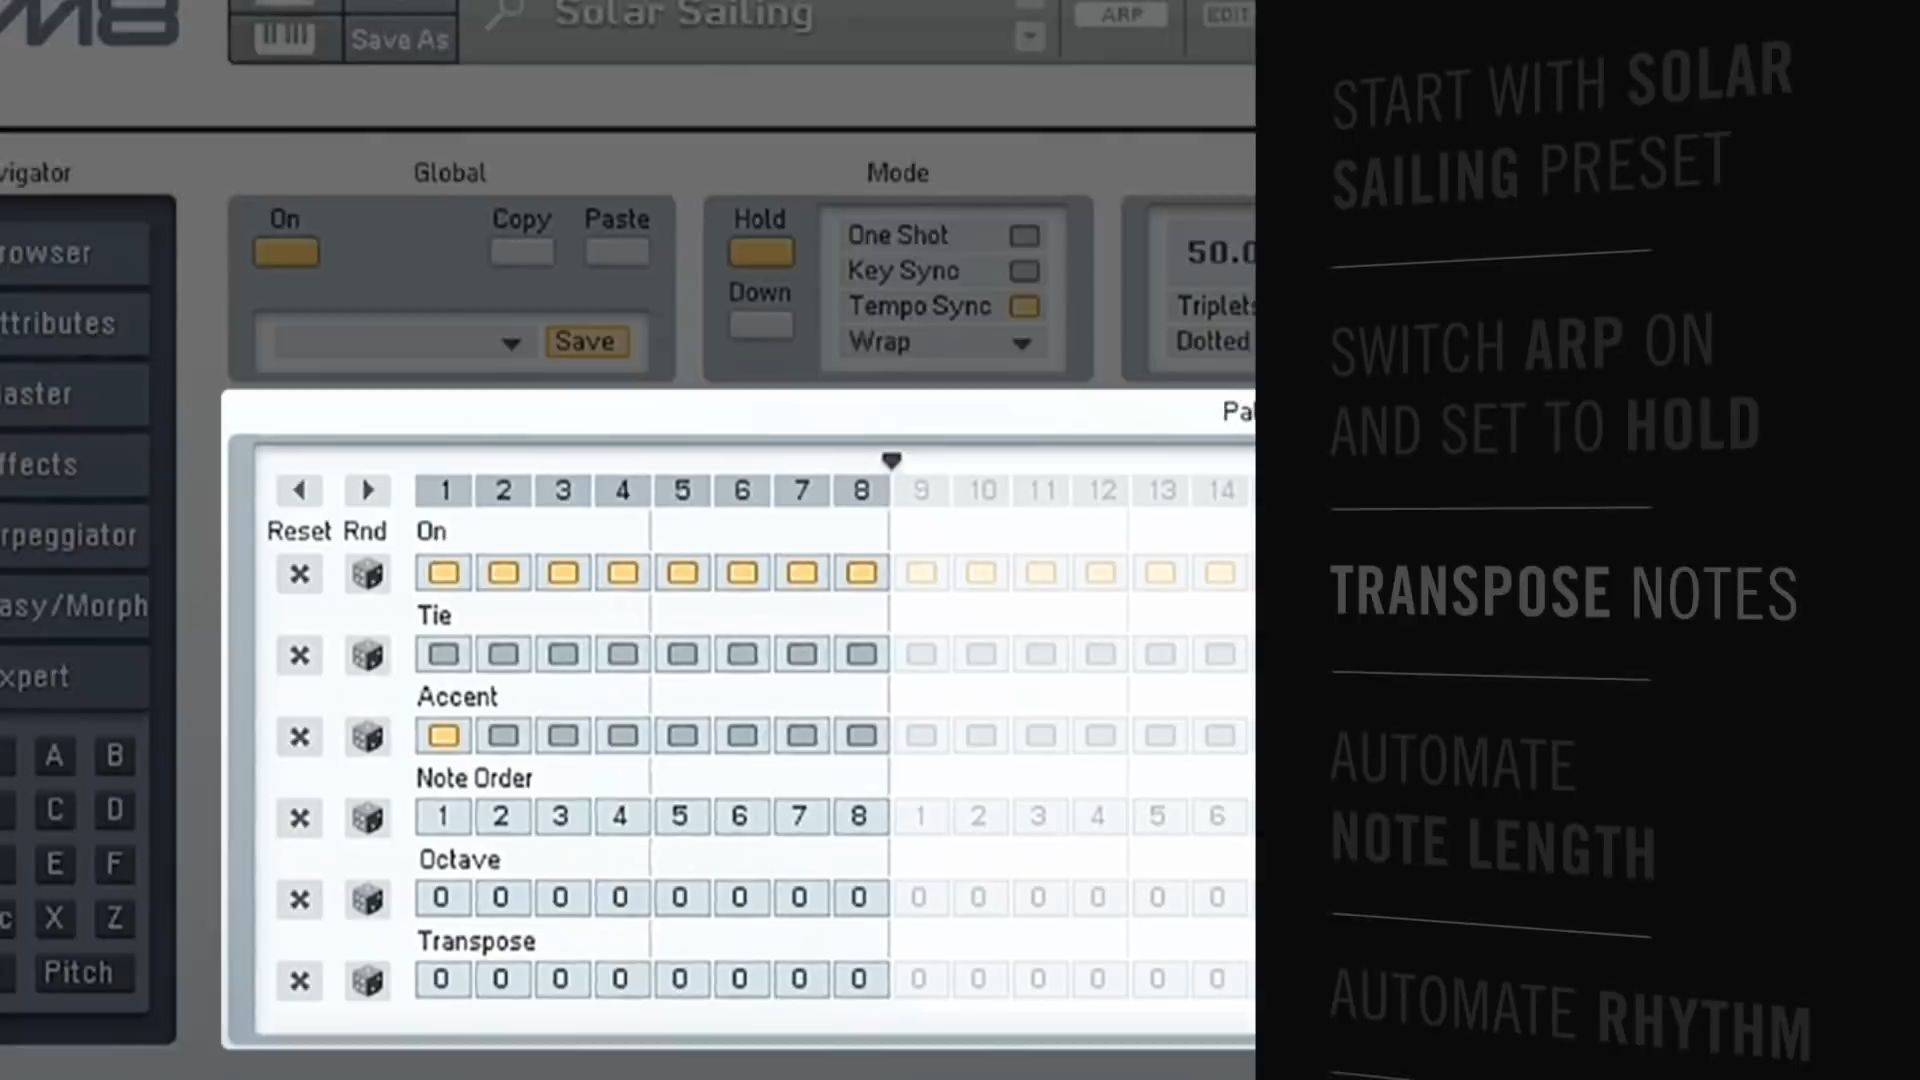 M8
Save As
Solar Sailing
ARP
EDIT
vigator
Global
Mode
On
Copy
Paste
Hold
Down
One Shot
Key Sync
Tempo Sync
Wrap
50.0
Triplets
Dotted
Save
rowser
ttributes
aster
ffects
rpeggiator
asy/Morph
xpert
A B
C D
E F
c X Z
Pitch
Pa
1 2 3 4 5 6 7 8 9 10 11 12 13 14
Reset Rnd On
Tie
Accent
Note Order
1 2 3 4 5 6 7 8 1 2 3 4 5 6
Octave
0 0 0 0 0 0 0 0 0 0 0 0 0 0
Transpose
0 0 0 0 0 0 0 0 0 0 0 0 0 0
START WITH SOLAR
SAILING PRESET
SWITCH ARP ON
AND SET TO HOLD
TRANSPOSE NOTES
AUTOMATE
NOTE LENGTH
AUTOMATE RHYTHM